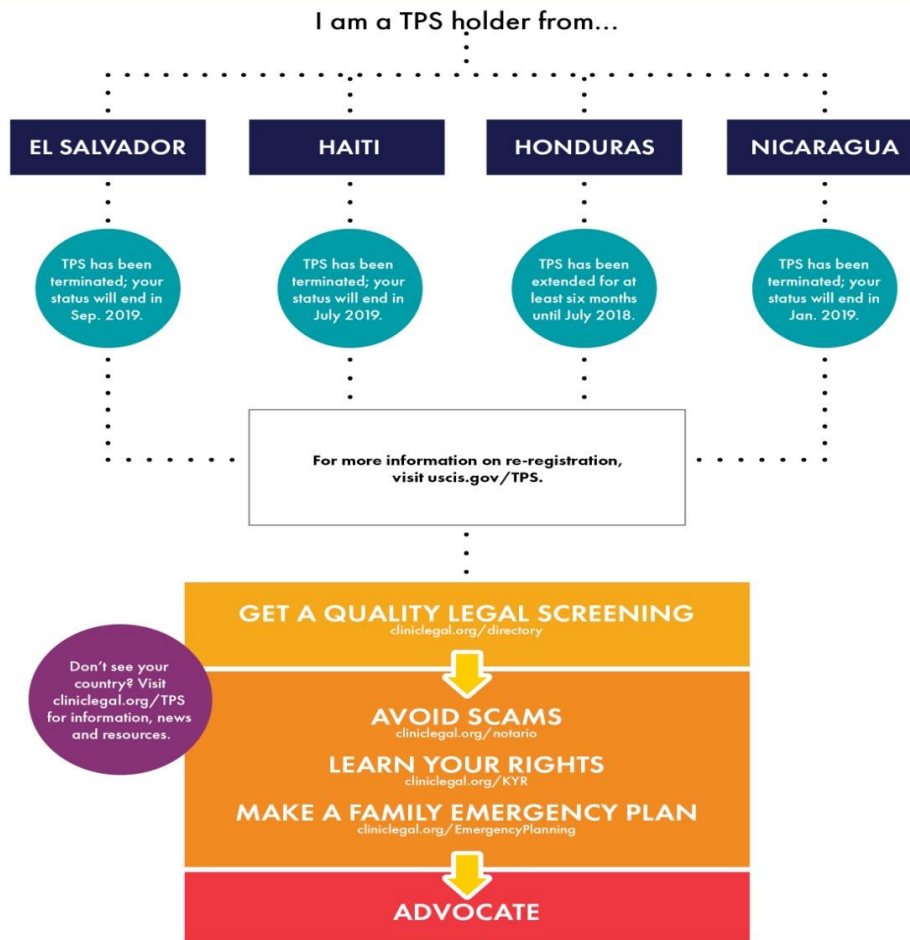 I am a TPS holder from...
EL SALVADOR
HAITI
HONDURAS
NICARAGUA
TPS has been
terminated; your
status will end in
Sep. 2019.
TPS has been
terminated; your
status will end in
July 2019.
TPS has been
extended for at
least six months
until July 2018.
TPS has been
terminated; your
status will end in
Jan. 2019.
For more information on re-registration,
visit uscis.gov/TPS.
GET A QUALITY LEGAL SCREENING
cliniclegal.org/directory
Don't see your
country? Visit
cliniclegal.org/TPS
for information, news
and resources.
AVOID SCAMS
cliniclegal.org/notario
LEARN YOUR RIGHTS
cliniclegal.org/KYR
MAKE A FAMILY EMERGENCY PLAN
cliniclegal.org/EmergencyPlanning
ADVOCATE